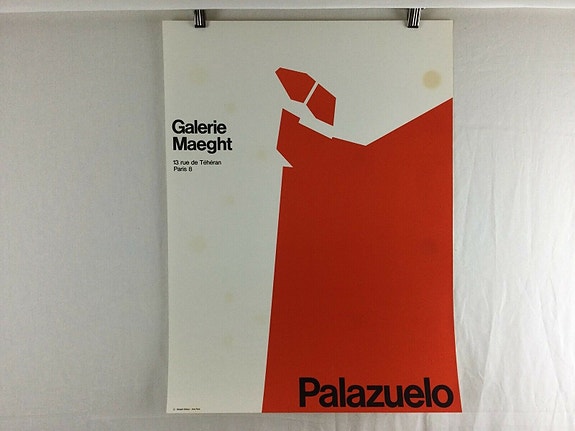 Galerie
Maeght
13 rue de Téhéran
Paris 8
Palazuelo